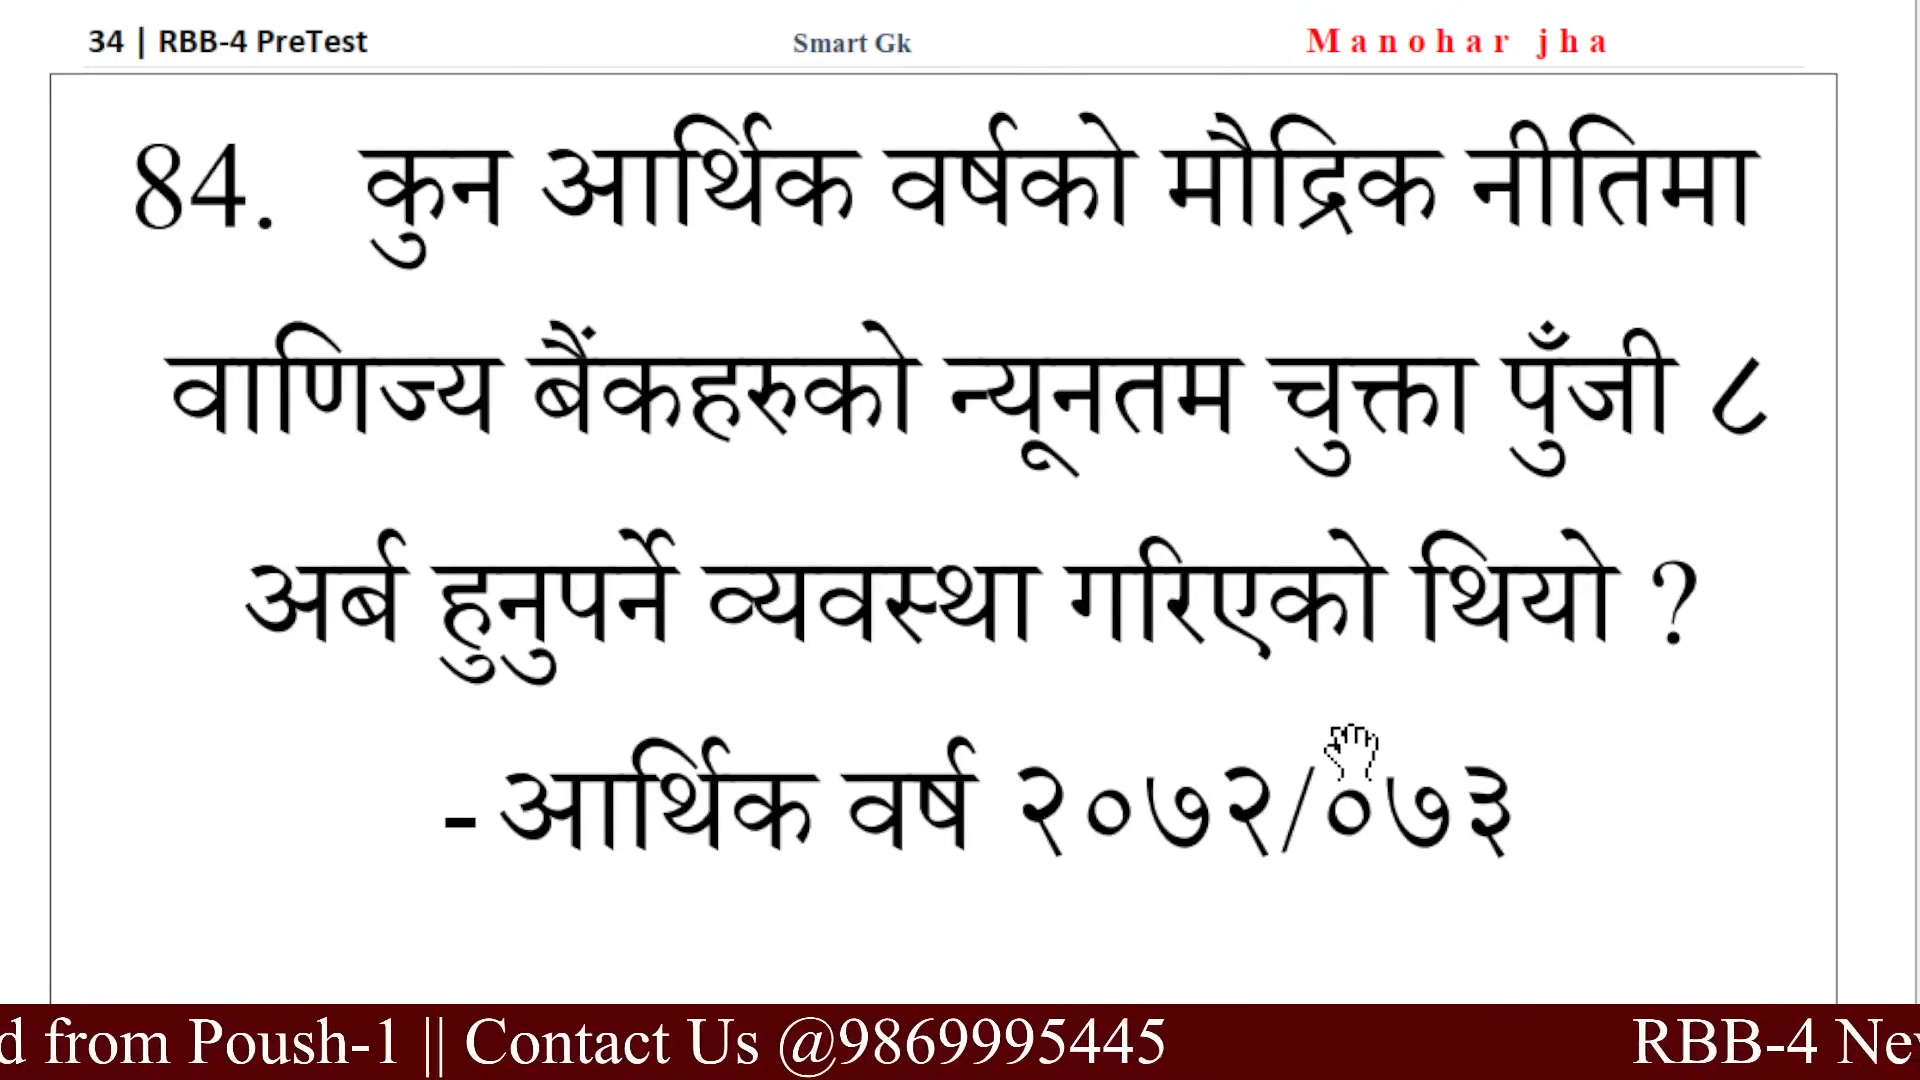 34 | RBB-4 PreTest Smart Gk Manohar jha
84. कुन आर्थिक वर्षको मौद्रिक नीतिमा
वाणिज्य बैंकहरुको न्यूनतम चुक्ता पुँजी ८
अर्ब हुनुपर्ने व्यवस्था गरिएको थियो ?
- आर्थिक वर्ष २०७२/०७३
d from Poush-1 || Contact Us @9869995445 RBB-4 Ne